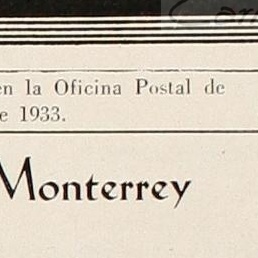 en la Oficina Postal de
e 1933.
Monterrey